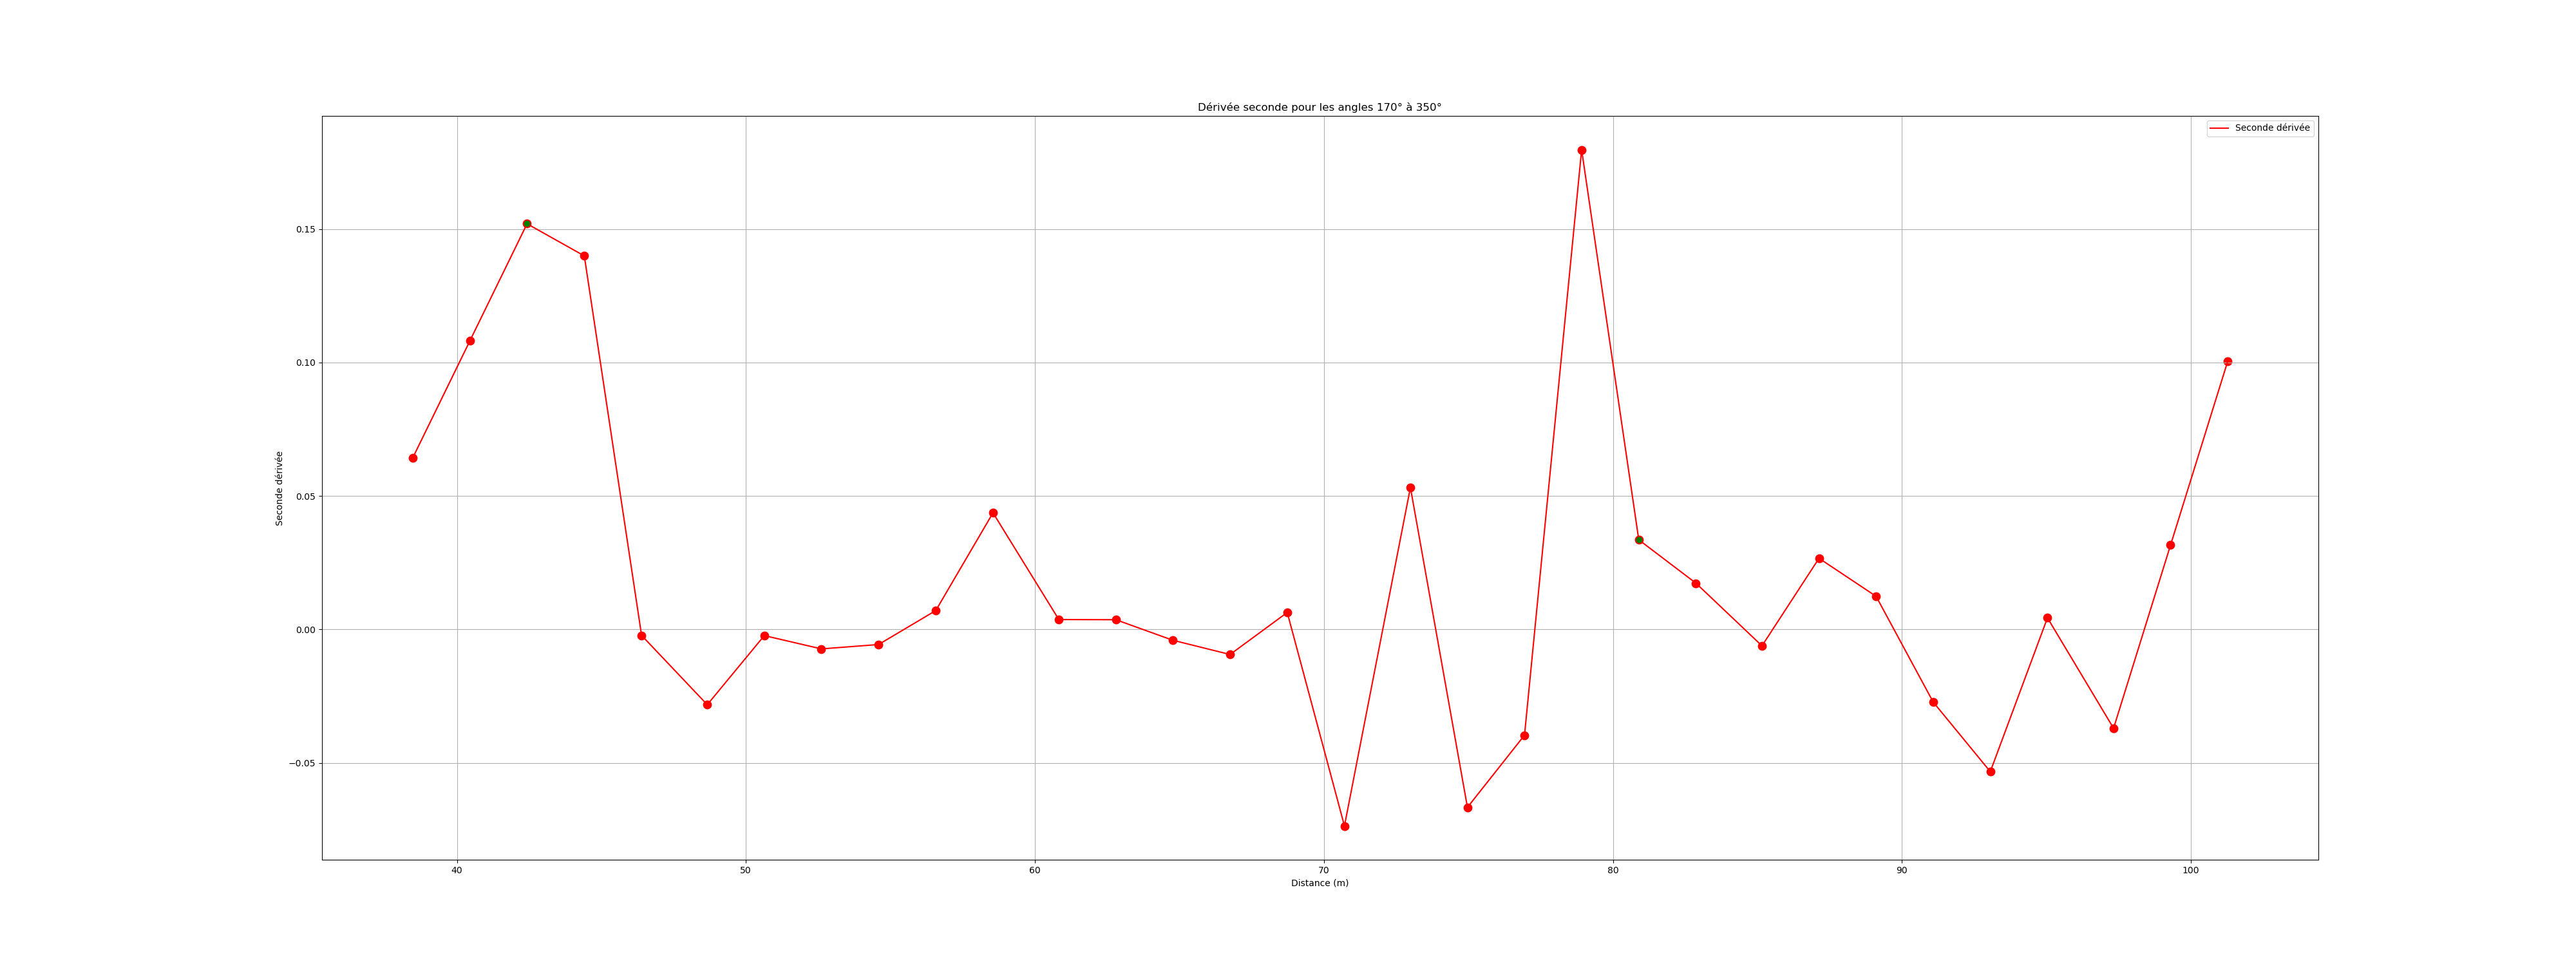 Dérivée seconde pour les angles 170° à 350°
Seconde dérivée
0.15
0.10
0.05
0.00
−0.05
Seconde dérivée
40 50 60 70 80 90 100
Distance (m)